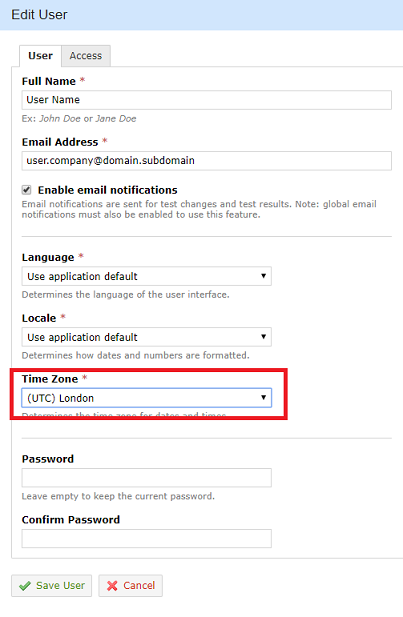 Edit User
User Access
Full Name *
User Name
Ex: John Doe or Jane Doe
Email Address *
user.company@domain.subdomain
Enable email notifications
Email notifications are sent for test changes and test results. Note: global email
notifications must also be enabled to use this feature.
Language *
Use application default
Determines the language of the user interface.
Locale *
Use application default
Determines how dates and numbers are formatted.
Time Zone *
(UTC) London
Determines the time zone for dates and times.
Password
Leave empty to keep the current password.
Confirm Password
Save User Cancel